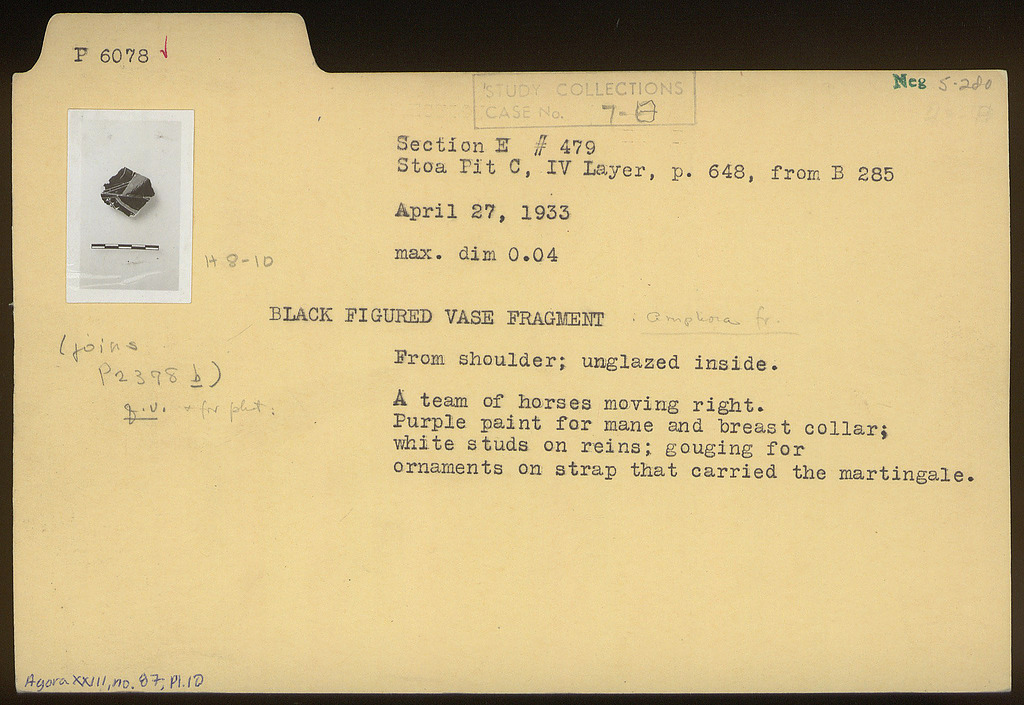 P 6078
Neg 5-280
STUDY COLLECTIONS
CASE No. 7-
Section E # 479
Stoa Pit C, IV Layer, p. 648, from B 285
April 27, 1933
max. dim 0.04
H 8-10
BLACK FIGURED VASE FRAGMENT : amphora fr.
(joins
P2398 b)
q.v. + for phot:
From shoulder; unglazed inside.
A team of horses moving right.
Purple paint for mane and breast collar;
white studs on reins; gouging for
ornaments on strap that carried the martingale.
Agora XXIII, no. 87, Pl. 10